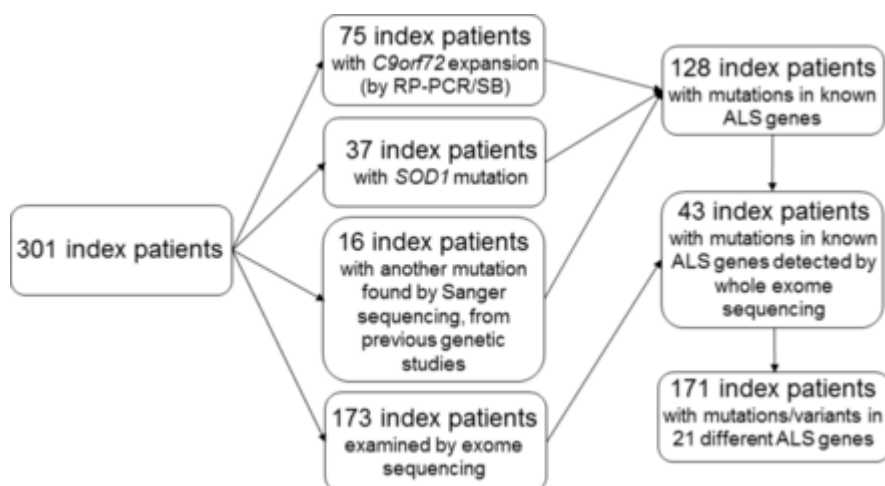 301 index patients
75 index patients
with C9orf72 expansion
(by RP-PCR/SB)
37 index patients
with SOD1 mutation
16 index patients
with another mutation
found by Sanger
sequencing, from
previous genetic
studies
173 index patients
examined by exome
sequencing
128 index patients
with mutations in known
ALS genes
43 index patients
with mutations in known
ALS genes detected by
whole exome
sequencing
171 index patients
with mutations/variants in
21 different ALS genes